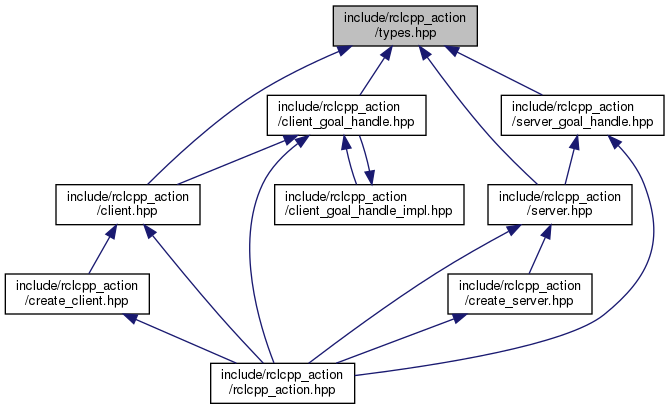 include/rclcpp_action
/types.hpp
include/rclcpp_action
/client_goal_handle.hpp
include/rclcpp_action
/server_goal_handle.hpp
include/rclcpp_action
/client.hpp
include/rclcpp_action
/client_goal_handle_impl.hpp
include/rclcpp_action
/server.hpp
include/rclcpp_action
/create_client.hpp
include/rclcpp_action
/create_server.hpp
include/rclcpp_action
/rclcpp_action.hpp